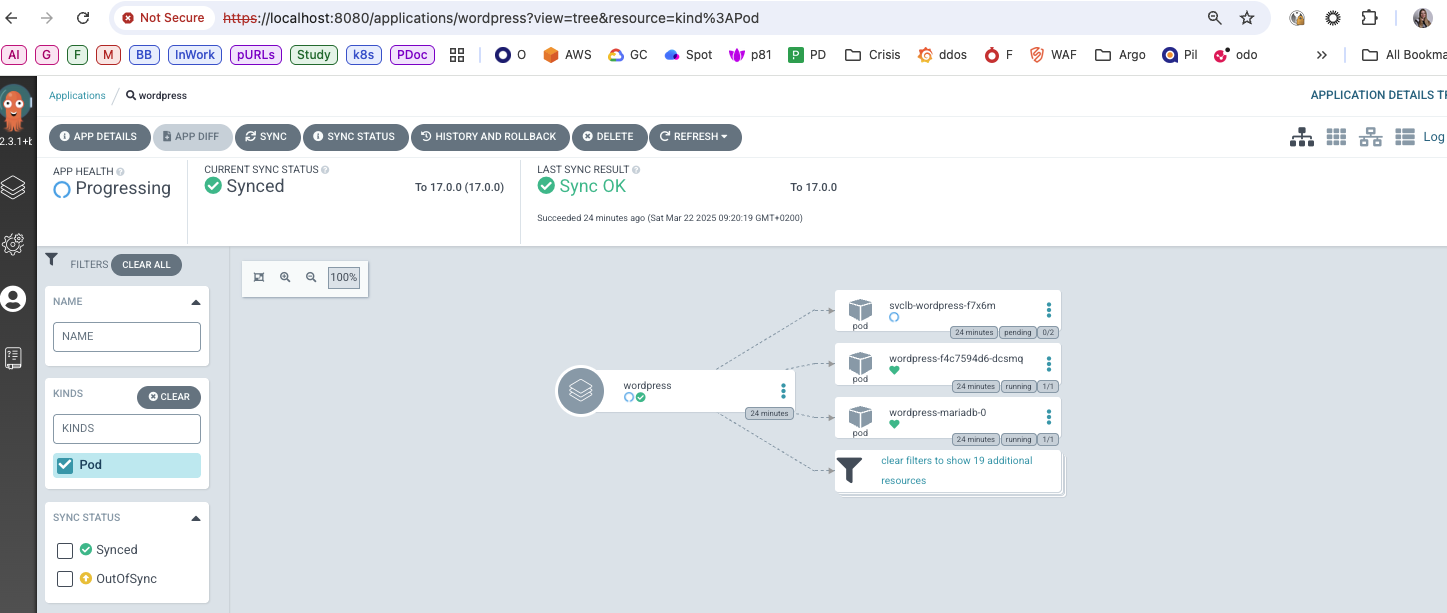 Not Secure https://localhost:8080/applications/wordpress?view=tree&resource=kind%3APod
AI G F M BB InWork pURLs Study k8s PDoc O AWS GC Spot p81 PD Crisis ddos F WAF Argo Pil odo » All Bookma
Applications / wordpress APPLICATION DETAILS TR
APP DETAILS APP DIFF SYNC SYNC STATUS HISTORY AND ROLLBACK DELETE REFRESH Log
2.3.1+b
APP HEALTH
Progressing
CURRENT SYNC STATUS
Synced To 17.0.0 (17.0.0)
LAST SYNC RESULT
Sync OK To 17.0.0
Succeeded 24 minutes ago (Sat Mar 22 2025 09:20:19 GMT+0200)
FILTERS CLEAR ALL
NAME
NAME
KINDS CLEAR
KINDS
Pod
SYNC STATUS
Synced
OutOfSync
100%
wordpress
24 minutes
svclb-wordpress-f7x6m
pod
24 minutes pending 0/2
wordpress-f4c7594d6-dcsmq
pod
24 minutes running 1/1
wordpress-mariadb-0
pod
24 minutes running 1/1
clear filters to show 19 additional
resources